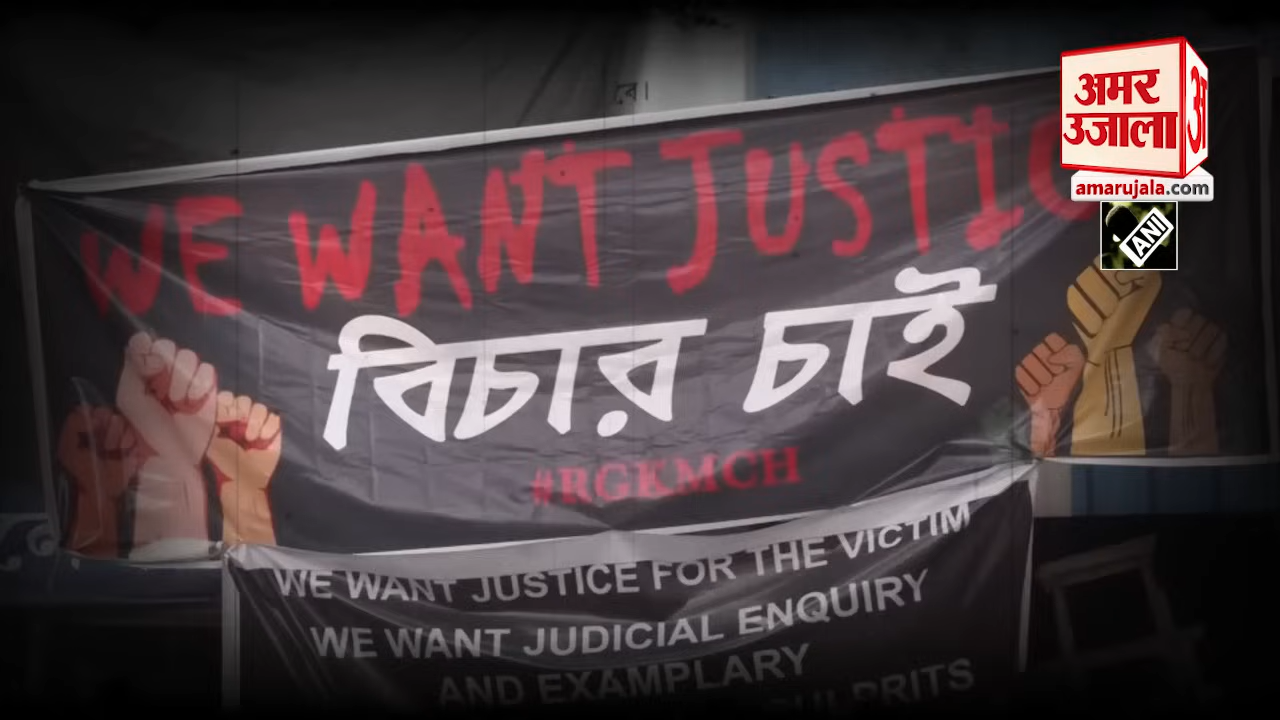 বে।
अमर
उजाला
amarujala.com
ANI
WE WANT JUSTIC
বিচার চাই
#RGKMCH
WE WANT JUSTICE FOR THE VICTIM
WE WANT JUDICIAL ENQUIRY
AND EXAMPLARY